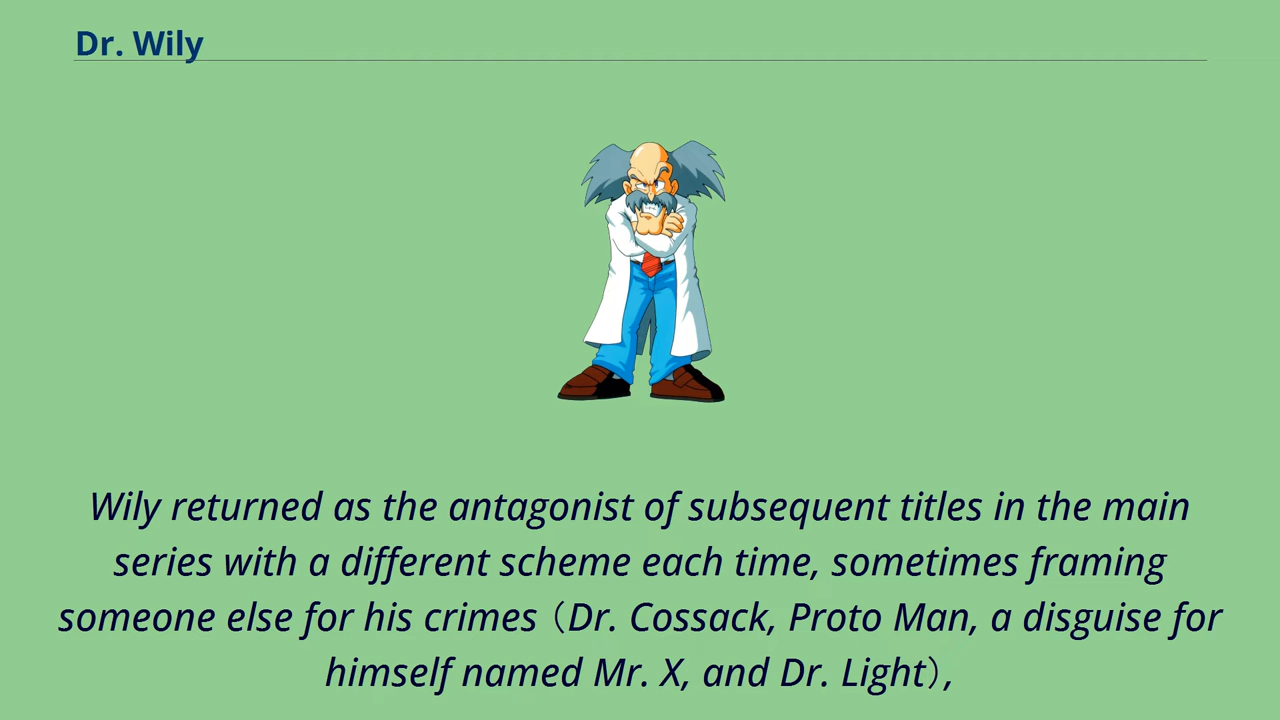 Dr. Wily
Wily returned as the antagonist of subsequent titles in the main
series with a different scheme each time, sometimes framing
someone else for his crimes（Dr. Cossack, Proto Man, a disguise for
himself named Mr. X, and Dr. Light）,